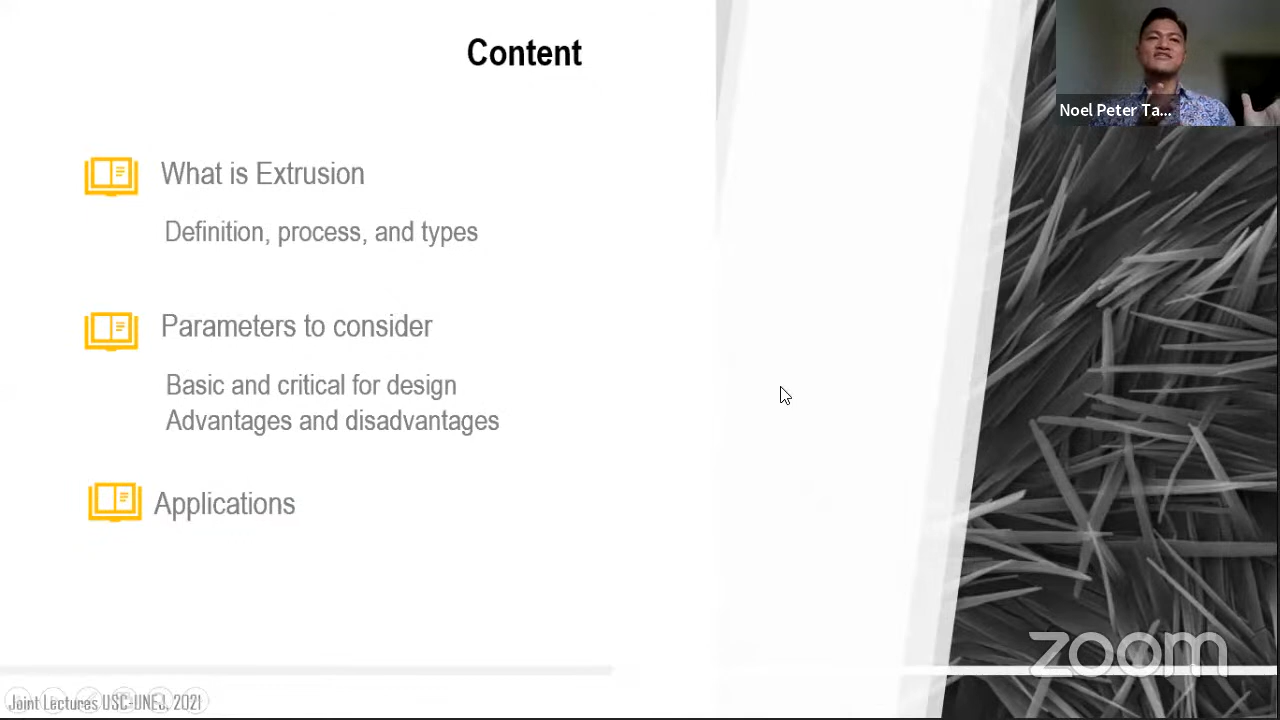 Content
Noel Peter Ta...
What is Extrusion
Definition, process, and types
Parameters to consider
Basic and critical for design
Advantages and disadvantages
Applications
zoom
Joint Lectures USC-UNEJ, 2021